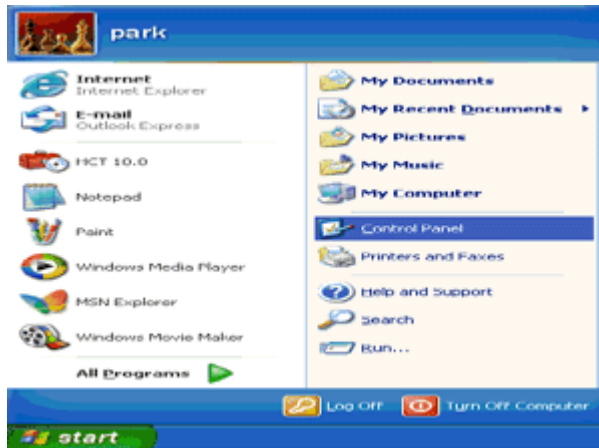 park
Internet
Internet Explorer
E-mail
Outlook Express
HCT 10.0
Notepad
Paint
Windows Media Player
MSN Explorer
Windows Movie Maker
All Programs
My Documents
My Recent Documents
My Pictures
My Music
My Computer
Control Panel
Printers and Faxes
Help and Support
Search
Run...
Log Off
Turn Off Computer
start